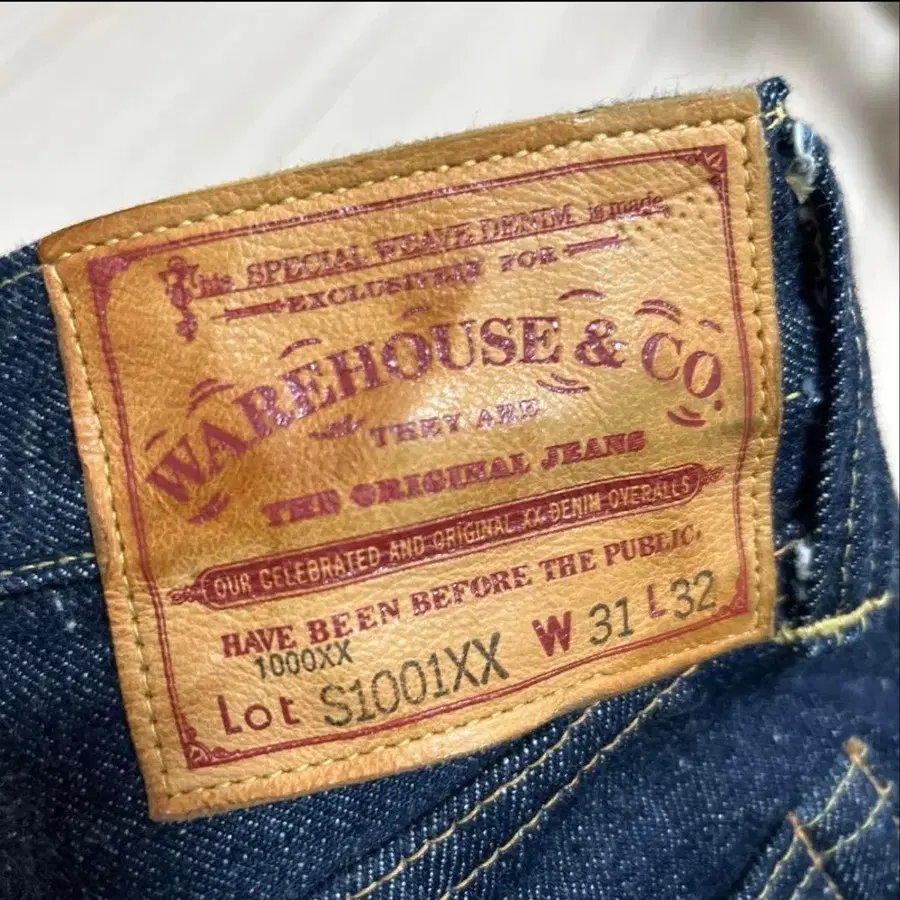 This SPECIAL WEAVE DENIM is made
EXCLUSIVELY FOR
WAREHOUSE & CO.
THEY ARE
THE ORIGINAL JEANS
OUR CELEBRATED AND ORIGINAL XX DENIM OVERALLS
HAVE BEEN BEFORE THE PUBLIC.
1000XX
Lot S1001XX W 31 L 32